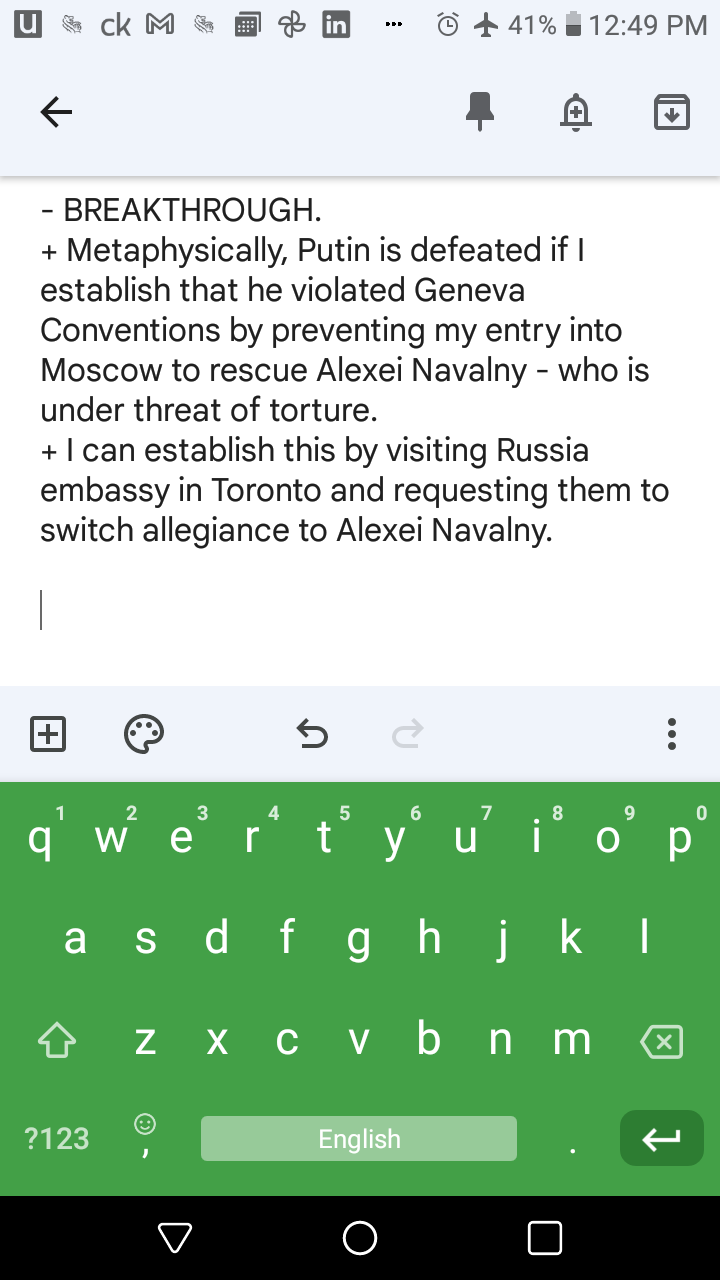 ck 41% 12:49 PM
- BREAKTHROUGH.
+ Metaphysically, Putin is defeated if I
establish that he violated Geneva
Conventions by preventing my entry into
Moscow to rescue Alexei Navalny - who is
under threat of torture.
+ I can establish this by visiting Russia
embassy in Toronto and requesting them to
switch allegiance to Alexei Navalny.
1 2 3 4 5 6 7 8 9 0
q w e r t y u i o p
a s d f g h j k l
z x c v b n m
?123 , English .